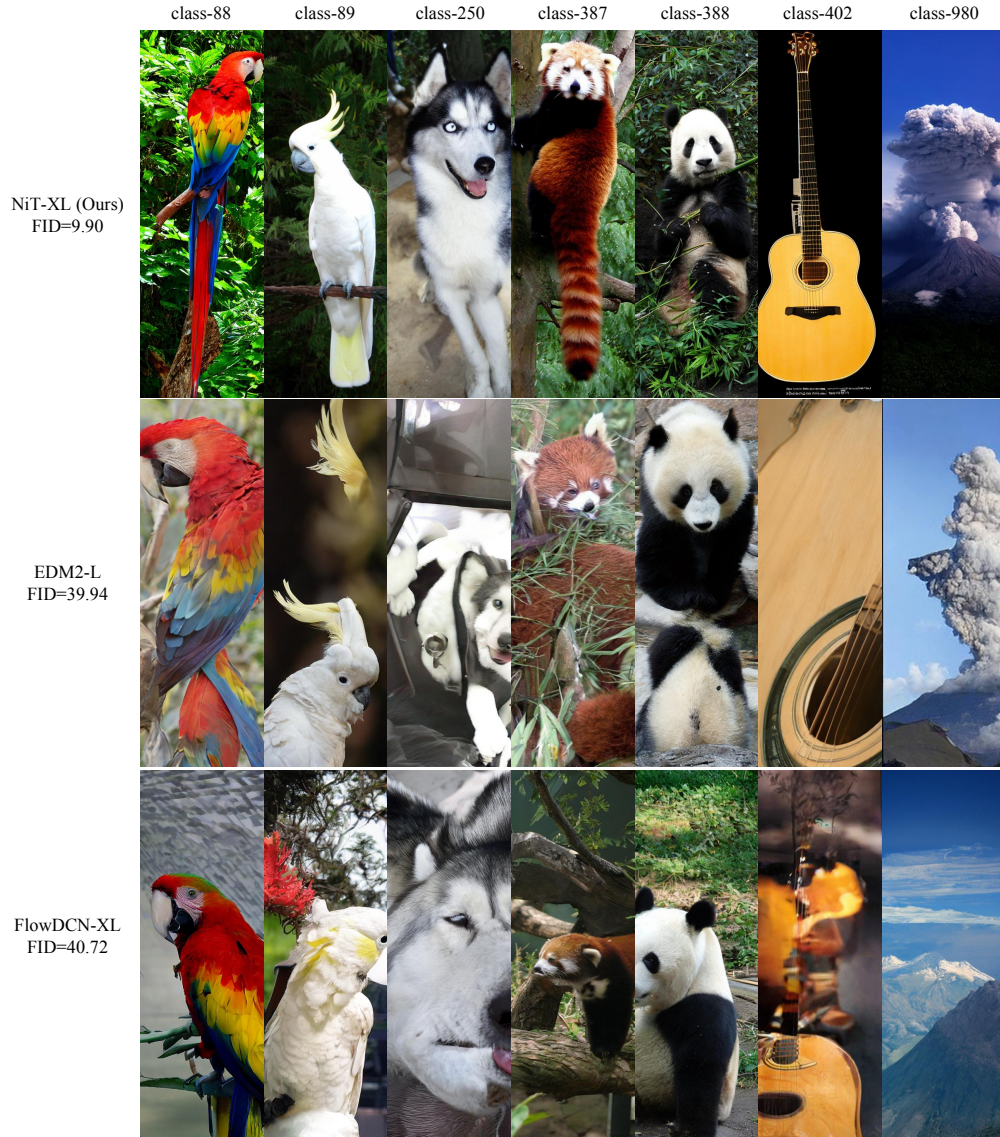 class-88 class-89 class-250 class-387 class-388 class-402 class-980
NiT-XL (Ours)
FID=9.90
EDM2-L
FID=39.94
FlowDCN-XL
FID=40.72